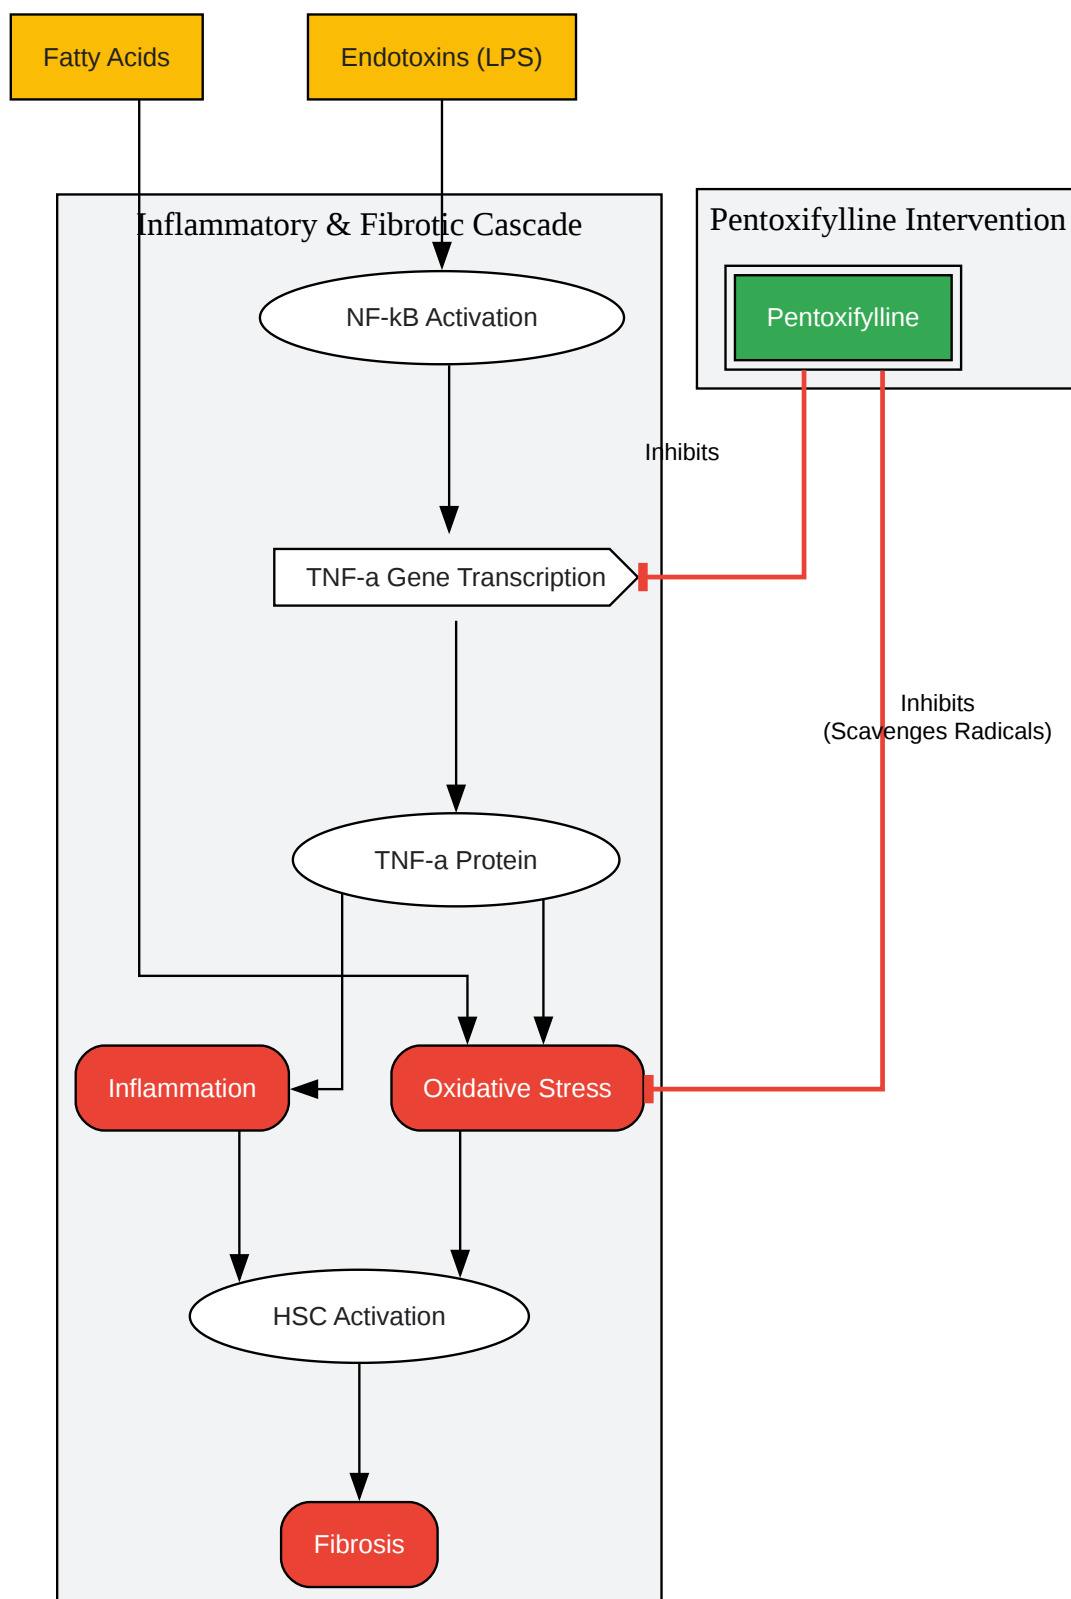 Fatty Acids
Endotoxins (LPS)
Inflammatory & Fibrotic Cascade
Pentoxifylline Intervention
NF-kB Activation
Pentoxifylline
Inhibits
TNF-a Gene Transcription
Inhibits
(Scavenges Radicals)
TNF-a Protein
Inflammation
Oxidative Stress
HSC Activation
Fibrosis